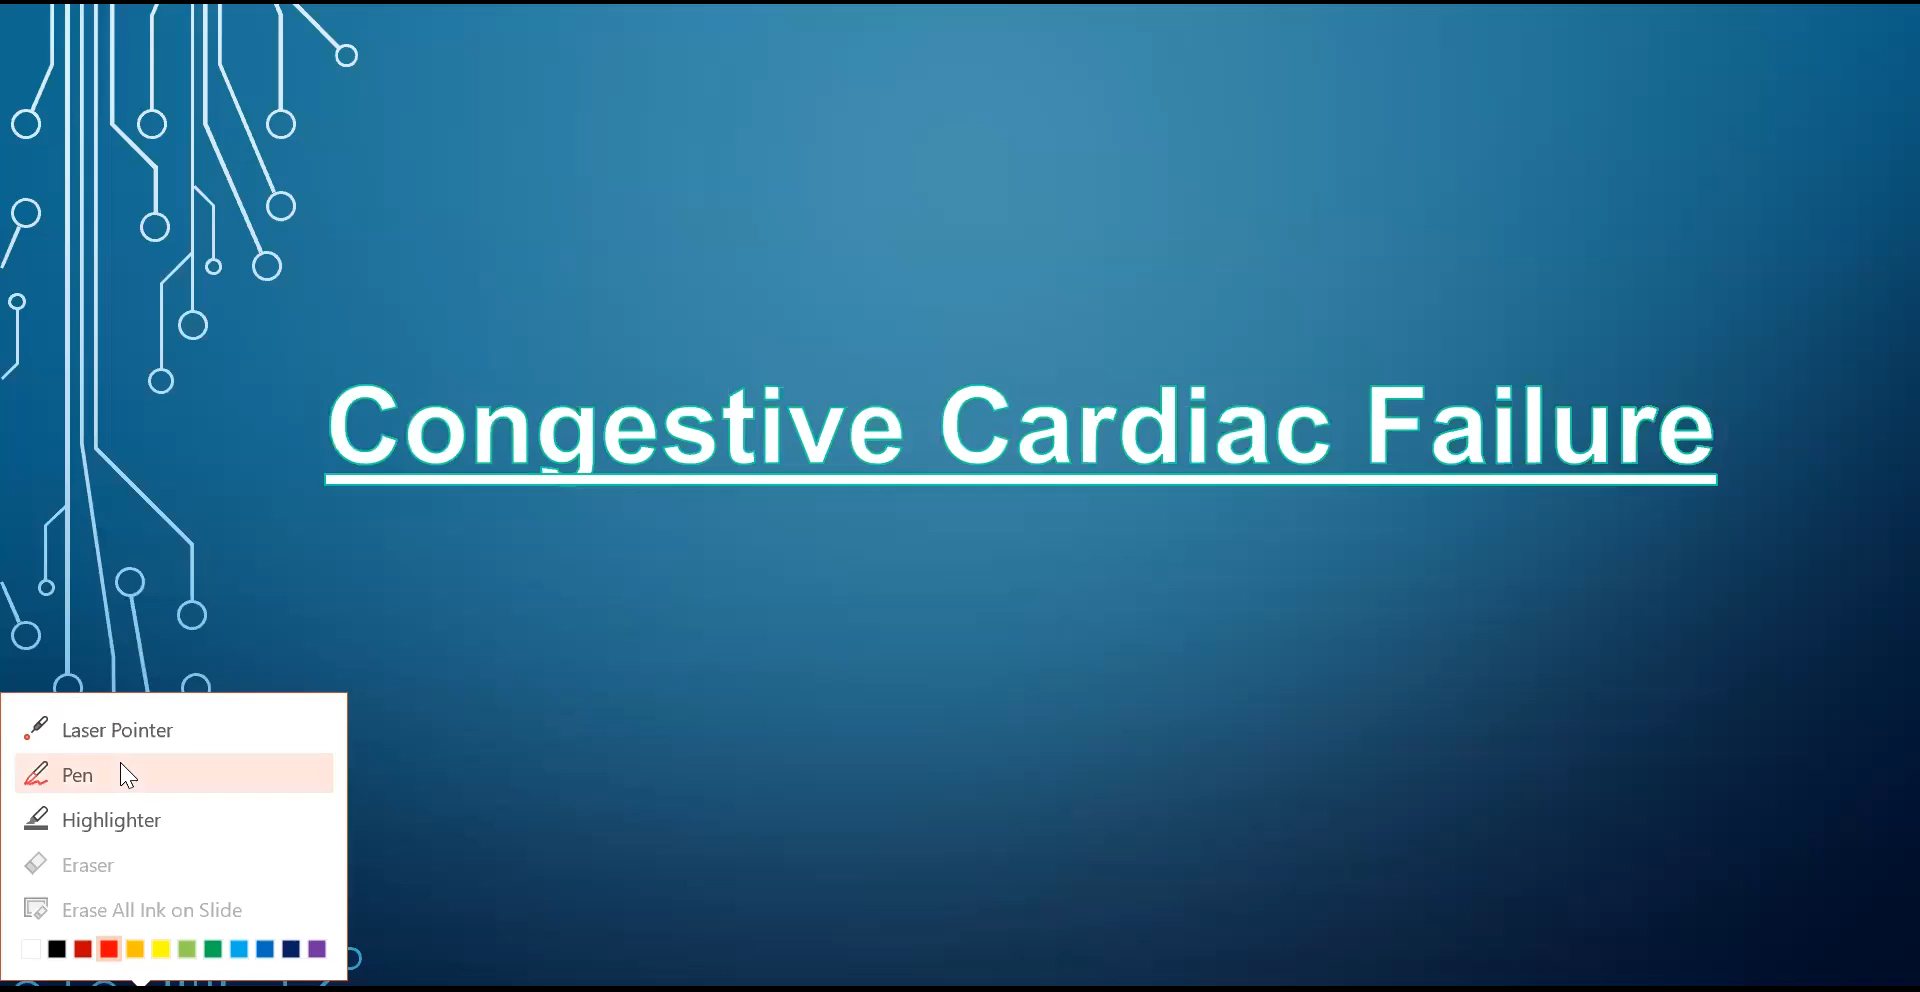 Congestive Cardiac Failure
Laser Pointer
Pen
Highlighter
Eraser
Erase All Ink on Slide